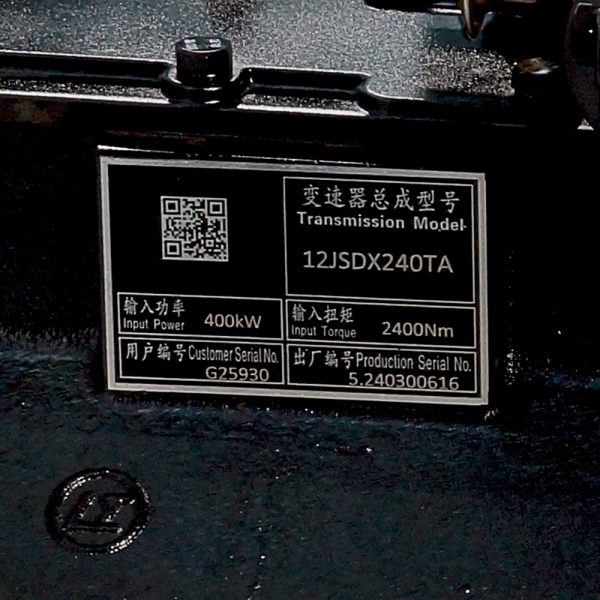 变速器总成型号
Transmission Model
12JSDX240TA
输入功率
Input Power 400kW
输入扭矩
Input Torque 2400Nm
用户编号 Customer Serial No.
G25930
出厂编号 Production Serial No.
5.240300616